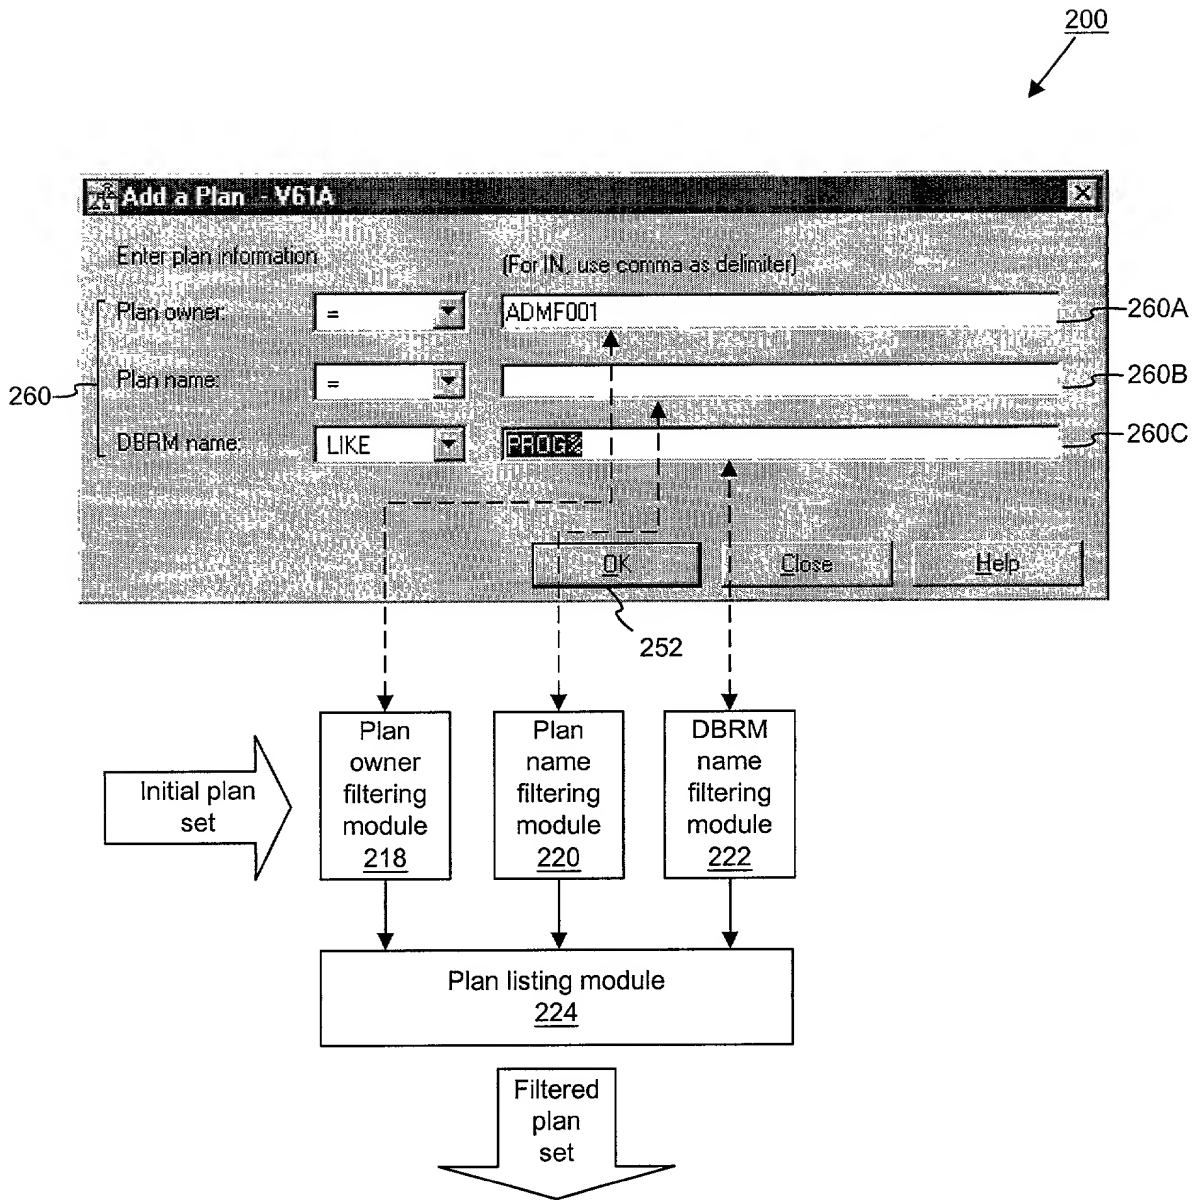 200
Add a Plan - V61A
Enter plan information
(For IN, use comma as delimiter)
Plan owner: = ADMF001 260A
260 Plan name: = 260B
DBRM name: LIKE PROG% 260C
OK Close Help
252
Initial plan
set
Plan
owner
filtering
module
218
Plan
name
filtering
module
220
DBRM
name
filtering
module
222
Plan listing module
224
Filtered
plan
set